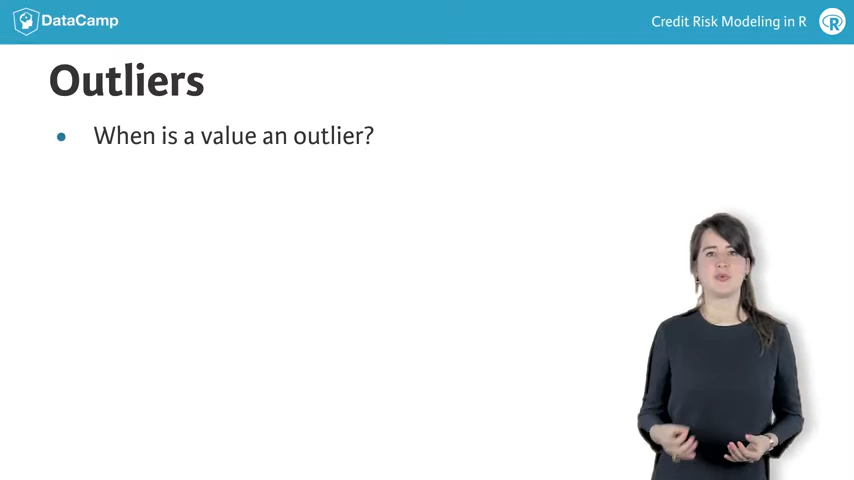 DataCamp
Credit Risk Modeling in R
R
Outliers
• When is a value an outlier?